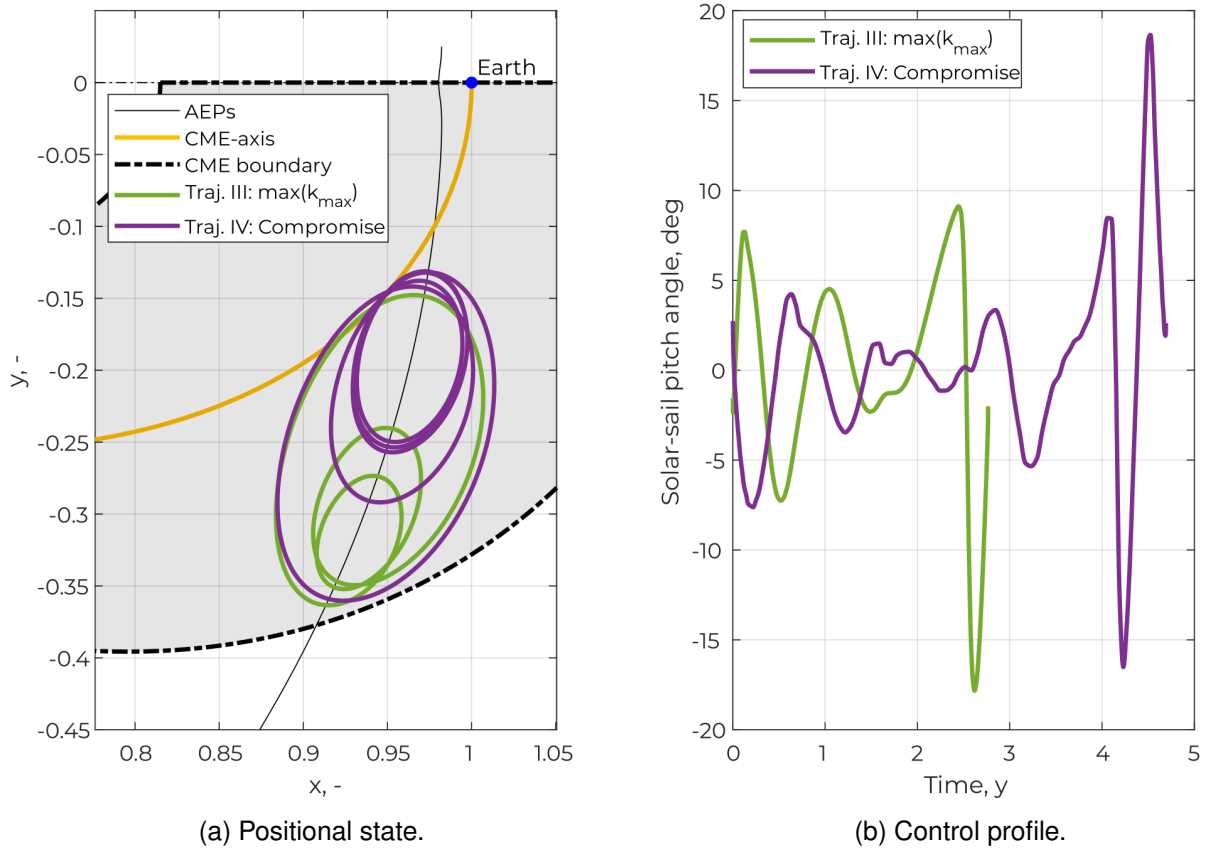 0
-0.05
-0.1
-0.15
-0.2
-0.25
-0.3
-0.35
-0.4
-0.45
y, -
Earth
AEPs
CME-axis
CME boundary
Traj. III: max(k_max)
Traj. IV: Compromise
0.8 0.85 0.9 0.95 1 1.05
x, -
(a) Positional state.
20
15
10
5
0
-5
-10
-15
-20
Solar-sail pitch angle, deg
Traj. III: max(k_max)
Traj. IV: Compromise
0 1 2 3 4 5
Time, y
(b) Control profile.